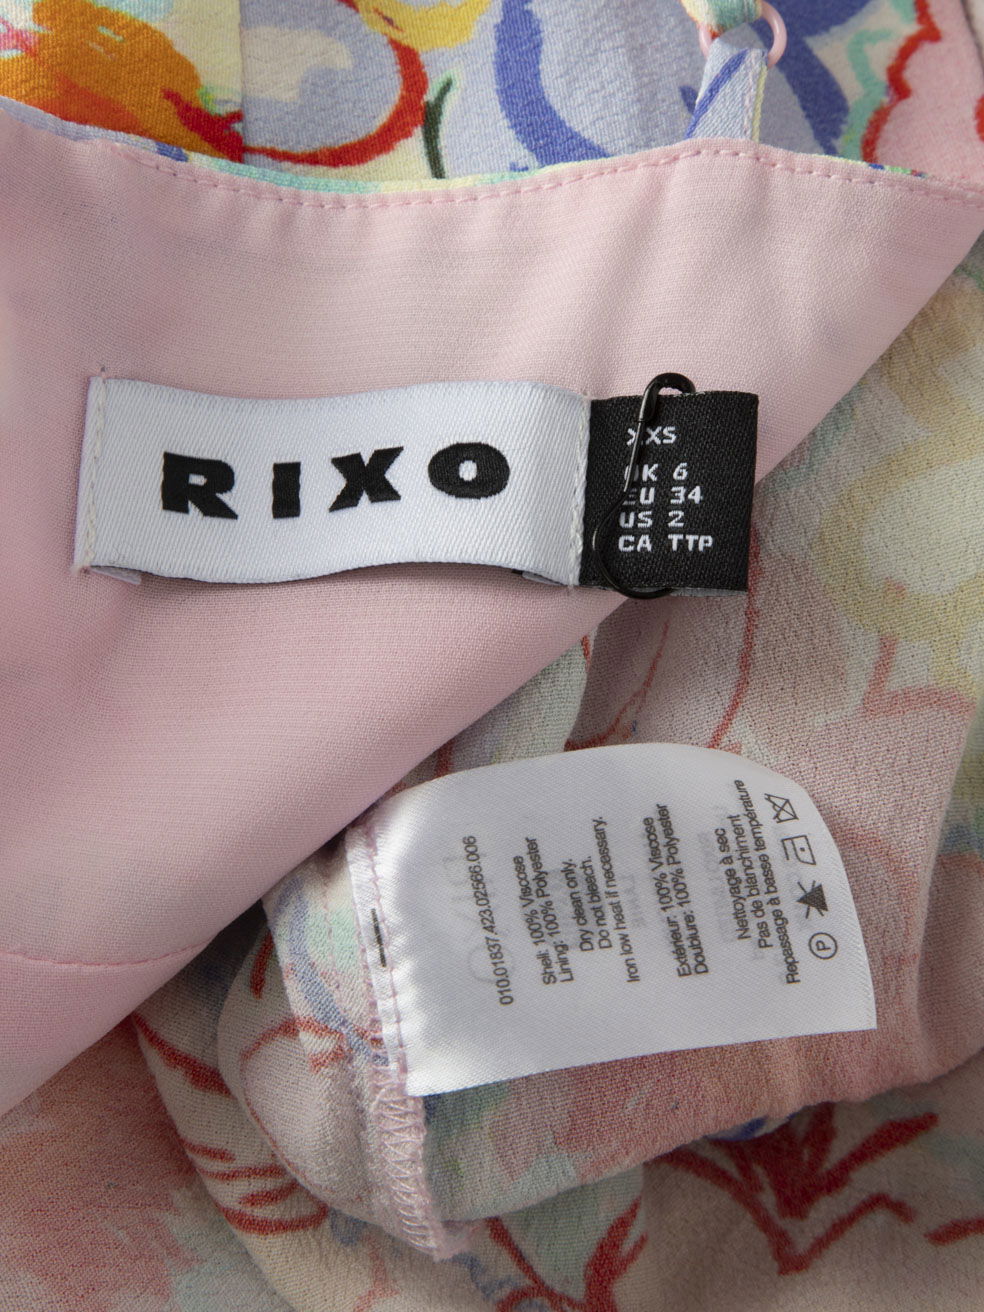 RIXO
XXS
UK 6
EU 34
US 2
CA TTP
010.01837.423.02566.006
Shell: 100% Viscose
Lining: 100% Polyester
Dry clean only.
Do not bleach.
Iron low heat if necessary.
Extérieur: 100% Viscose
Doublure: 100% Polyester
Nettoyage à sec
Pas de blanchiment
Repassage à basse température
P